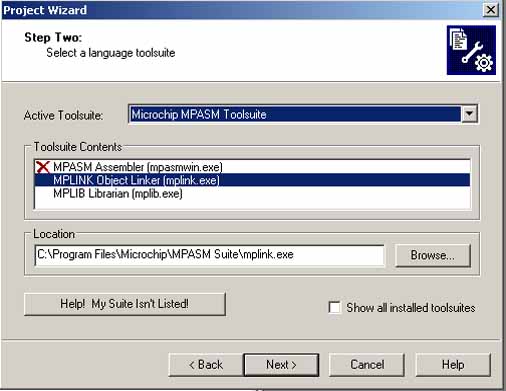 Project Wizard
Step Two:
Select a language toolsuite
Active Toolsuite: Microchip MPASM Toolsuite
Toolsuite Contents
MPASM Assembler (mpasmwin.exe)
MPLINK Object Linker (mplink.exe)
MPLIB Librarian (mplib.exe)
Location
C:\Program Files\Microchip\MPASM Suite\mplink.exe Browse...
Help! My Suite Isn't Listed! Show all installed toolsuites
< Back Next > Cancel Help